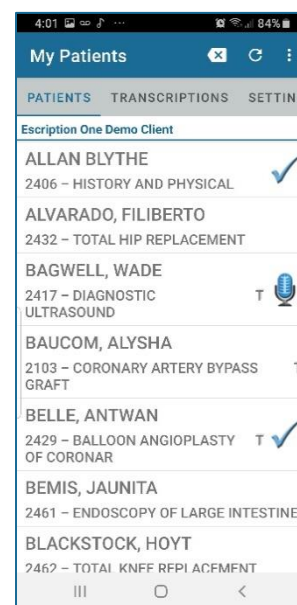 4:01 84%
My Patients
PATIENTS TRANSCRIPTIONS SETTIN
Escription One Demo Client
ALLAN BLYTHE
2406 – HISTORY AND PHYSICAL
ALVARADO, FILIBERTO
2432 – TOTAL HIP REPLACEMENT
BAGWELL, WADE
2417 – DIAGNOSTIC T
ULTRASOUND
BAUCOM, ALYSHA
2103 – CORONARY ARTERY BYPASS T
GRAFT
BELLE, ANTWAN
2429 – BALLOON ANGIOPLASTY T
OF CORONAR
BEMIS, JAUNITA
2461 – ENDOSCOPY OF LARGE INTESTINE
BLACKSTOCK, HOYT
2462 – TOTAL KNEE REPLACEMENT